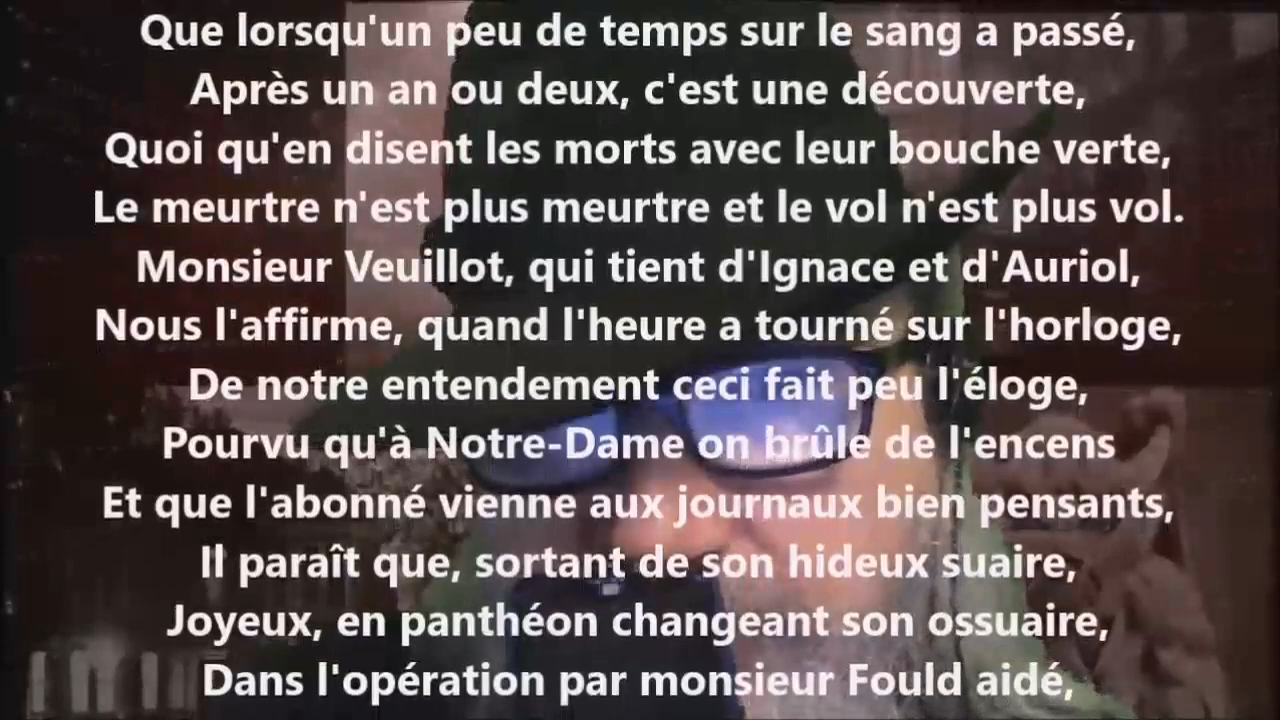 Que lorsqu'un peu de temps sur le sang a passé,
Après un an ou deux, c'est une découverte,
Quoi qu'en disent les morts avec leur bouche verte,
Le meurtre n'est plus meurtre et le vol n'est plus vol.
Monsieur Veuillot, qui tient d'Ignace et d'Auriol,
Nous l'affirme, quand l'heure a tourné sur l'horloge,
De notre entendement ceci fait peu l'éloge,
Pourvu qu'à Notre-Dame on brûle de l'encens
Et que l'abonné vienne aux journaux bien pensants,
Il paraît que, sortant de son hideux suaire,
Joyeux, en panthéon changeant son ossuaire,
Dans l'opération par monsieur Fould aidé,